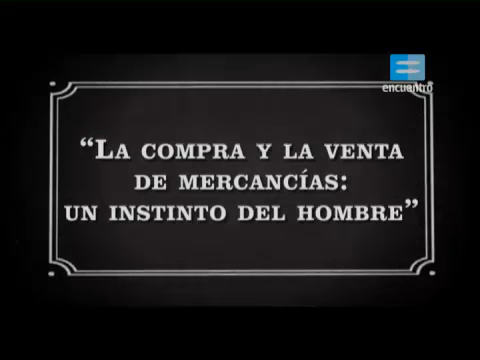 encuentro
“LA COMPRA Y LA VENTA
DE MERCANCÍAS:
UN INSTINTO DEL HOMBRE”